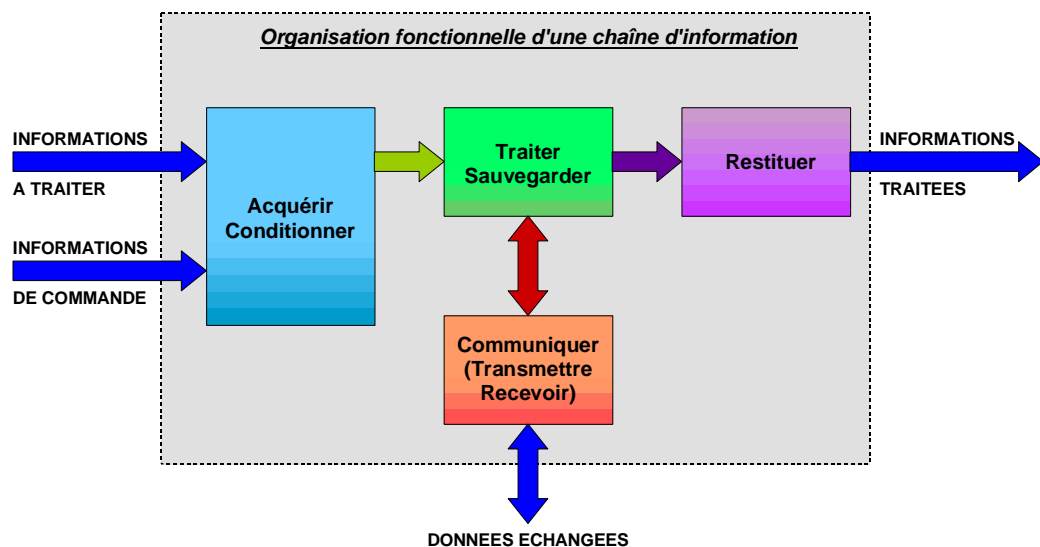 Organisation fonctionnelle d'une chaîne d'information
INFORMATIONS
A TRAITER
INFORMATIONS
DE COMMANDE
Acquérir
Conditionner
Traiter
Sauvegarder
Restituer
INFORMATIONS
TRAITEES
Communiquer
(Transmettre
Recevoir)
DONNEES ECHANGEES